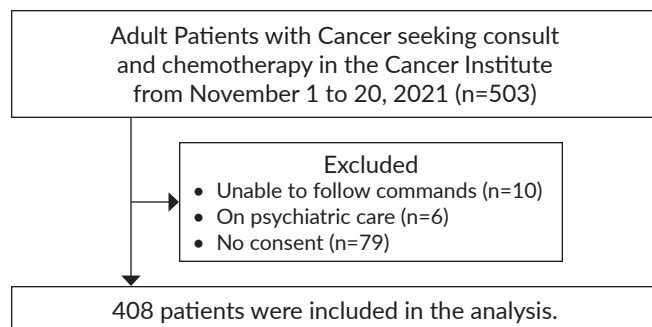 Adult Patients with Cancer seeking consult
and chemotherapy in the Cancer Institute
from November 1 to 20, 2021 (n=503)
Excluded
• Unable to follow commands (n=10)
• On psychiatric care (n=6)
• No consent (n=79)
408 patients were included in the analysis.